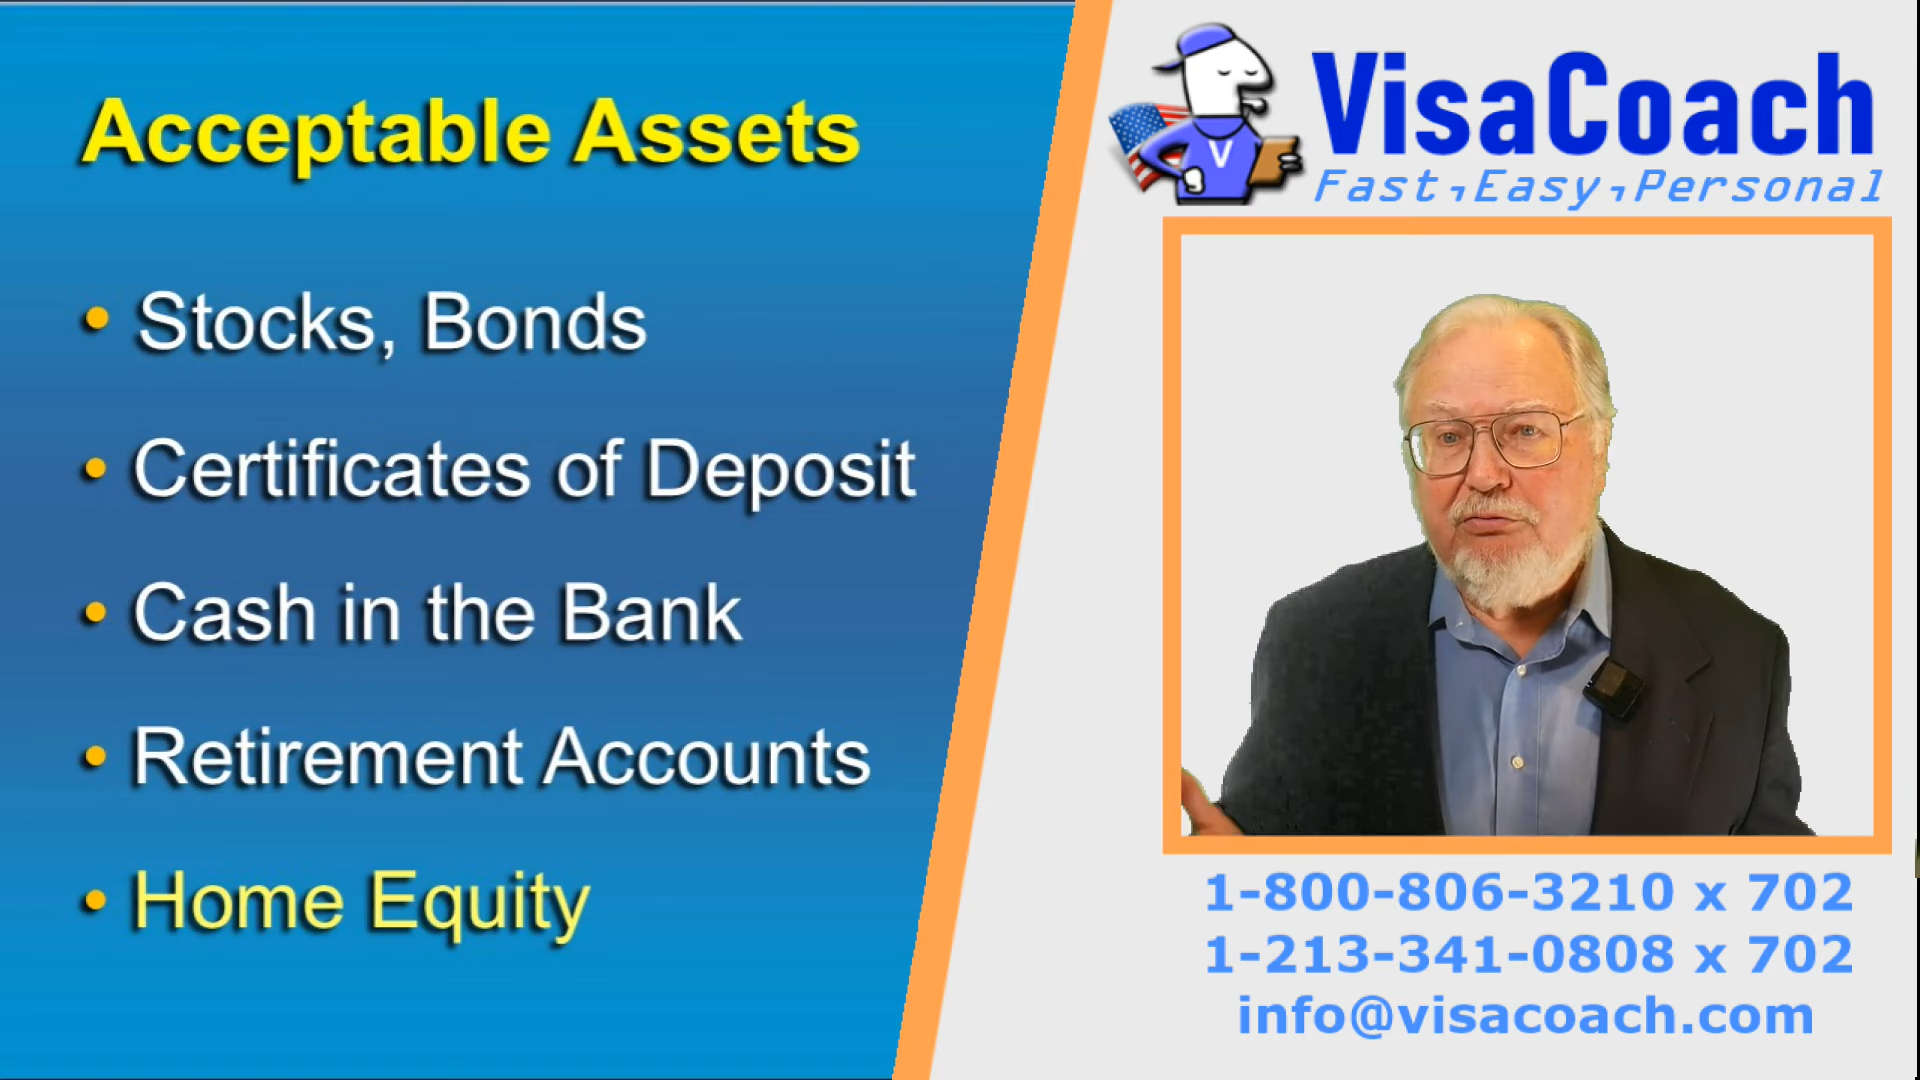 Acceptable Assets
• Stocks, Bonds
• Certificates of Deposit
• Cash in the Bank
• Retirement Accounts
• Home Equity
V
VisaCoach
Fast,Easy,Personal
1-800-806-3210 x 702
1-213-341-0808 x 702
info@visacoach.com